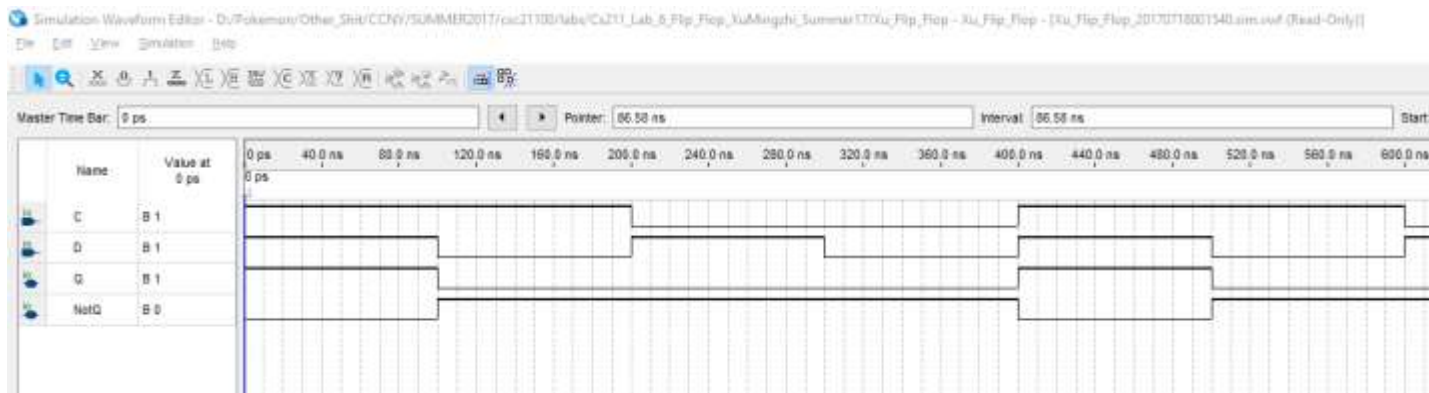 Simulation Waveform Editor - D:/Pokemon/Other_Shit/CCNY/SUMMER2017/csc21100/labs/Cs211_Lab_6_Flip_Flop_XuMingzhi_Summer17/Xu_Flip_Flop - Xu_Flip_Flop - [Xu_Flip_Flop_20170718001540.sim.vwf (Read-Only)]
File Edit View Simulation Help
Master Time Bar: 0 ps Pointer: 86.58 ns Interval: 86.58 ns Start:
Name Value at 0 ps 0 ps 40.0 ns 80.0 ns 120.0 ns 160.0 ns 200.0 ns 240.0 ns 280.0 ns 320.0 ns 360.0 ns 400.0 ns 440.0 ns 480.0 ns 520.0 ns 560.0 ns 600.0 ns
0 ps
C B 1
D B 1
Q B 1
NotQ B 0